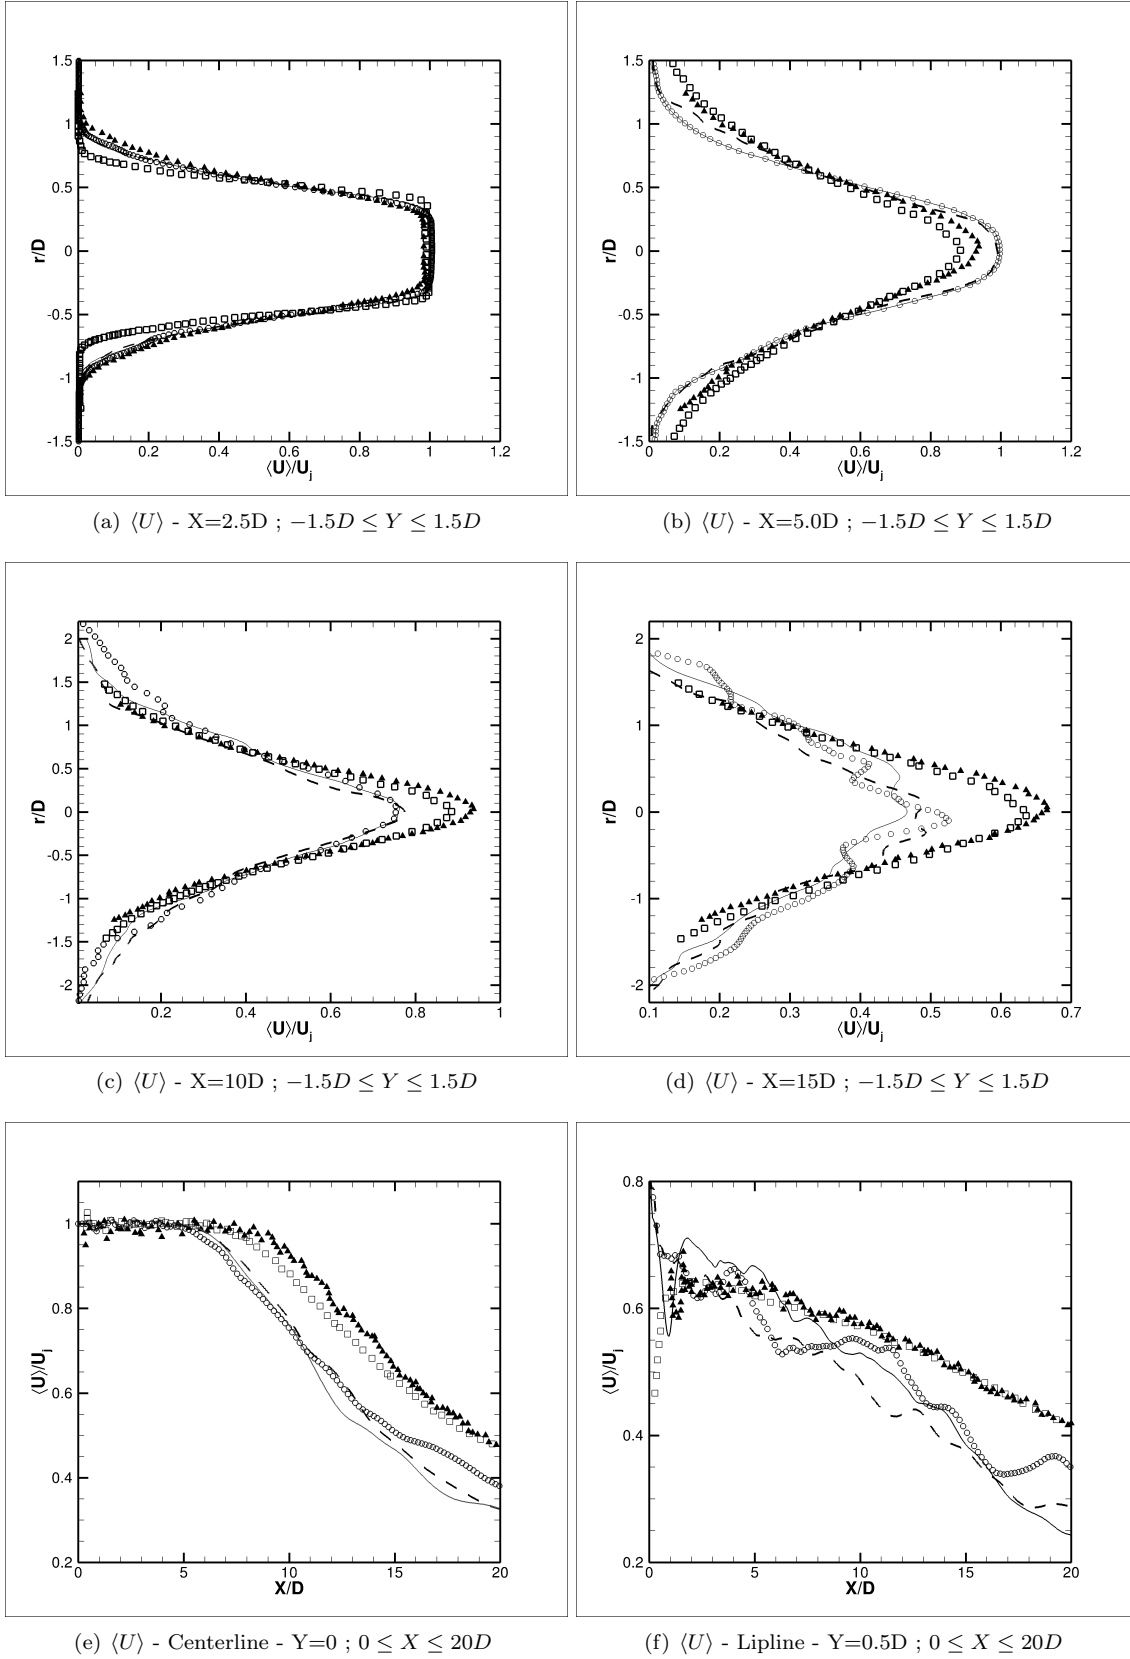 1.5
1
0.5
0
-0.5
-1
-1.5
r/D
0 0.2 0.4 0.6 0.8 1 1.2
⟨U⟩/U_j
(a) ⟨U⟩ - X=2.5D ; −1.5D ≤ Y ≤ 1.5D
1.5
1
0.5
0
-0.5
-1
-1.5
r/D
0 0.2 0.4 0.6 0.8 1 1.2
⟨U⟩/U_j
(b) ⟨U⟩ - X=5.0D ; −1.5D ≤ Y ≤ 1.5D
2
1.5
1
0.5
0
-0.5
-1
-1.5
-2
r/D
0.2 0.4 0.6 0.8 1
⟨U⟩/U_j
(c) ⟨U⟩ - X=10D ; −1.5D ≤ Y ≤ 1.5D
2
1.5
1
0.5
0
-0.5
-1
-1.5
-2
r/D
0.1 0.2 0.3 0.4 0.5 0.6 0.7
⟨U⟩/U_j
(d) ⟨U⟩ - X=15D ; −1.5D ≤ Y ≤ 1.5D
1
0.8
0.6
0.4
0.2
⟨U⟩/U_j
0 5 10 15 20
X/D
(e) ⟨U⟩ - Centerline - Y=0 ; 0 ≤ X ≤ 20D
0.8
0.6
0.4
0.2
⟨U⟩/U_j
0 5 10 15 20
X/D
(f) ⟨U⟩ - Lipline - Y=0.5D ; 0 ≤ X ≤ 20D